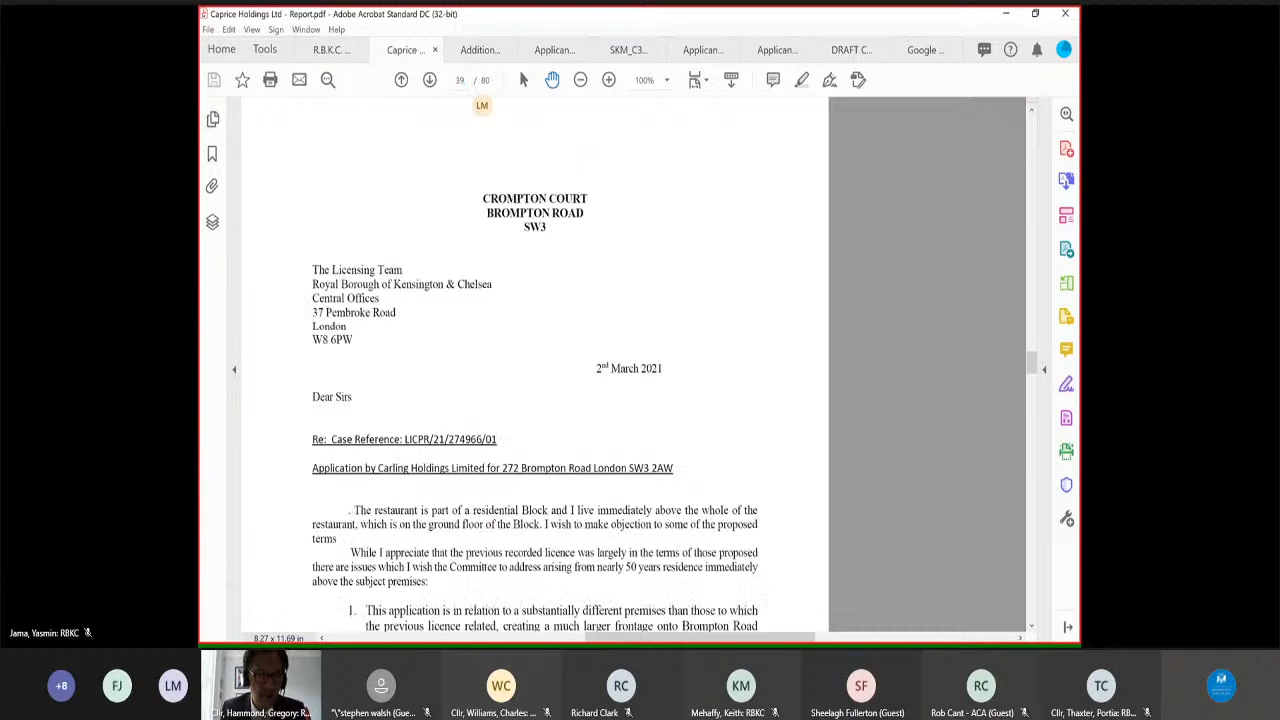 Caprice Holdings Ltd - Report.pdf - Adobe Acrobat Standard DC (32-bit)
File Edit View Sign Window Help
Home Tools R.B.K.C. ... Caprice ... × Addition... Applican... SKM_C3... Applican... Applican... DRAFT C... Google ...
39 / 80 100%
LM
CROMPTON COURT
BROMPTON ROAD
SW3
The Licensing Team
Royal Borough of Kensington & Chelsea
Central Offices
37 Pembroke Road
London
W8 6PW
2nd March 2021
Dear Sirs
Re: Case Reference: LICPR/21/274966/01
Application by Carling Holdings Limited for 272 Brompton Road London SW3 2AW
. The restaurant is part of a residential Block and I live immediately above the whole of the
restaurant, which is on the ground floor of the Block. I wish to make objection to some of the proposed
terms
While I appreciate that the previous recorded licence was largely in the terms of those proposed
there are issues which I wish the Committee to address arising from nearly 50 years residence immediately
above the subject premises:
1. This application is in relation to a substantially different premises than those to which
the previous licence related, creating a much larger frontage onto Brompton Road
8.27 x 11.69 in
Jama, Yasmin: RBKC
+8 FJ LM WC RC KM SF RC TC
Cllr, Hammond, Gregory: R... "\"stephen walsh (Gue... Cllr, Williams, Charles: ... Richard Clark Mehaffy, Keith: RBKC Sheelagh Fullerton (Guest) Rob Cant - ACA (Guest) Cllr, Thaxter, Portia: RB...